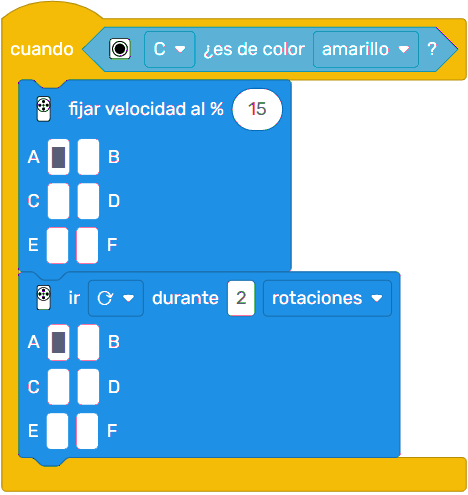 cuando C ¿es de color amarillo ?
fijar velocidad al % 15
A B
C D
E F
ir durante 2 rotaciones
A B
C D
E F